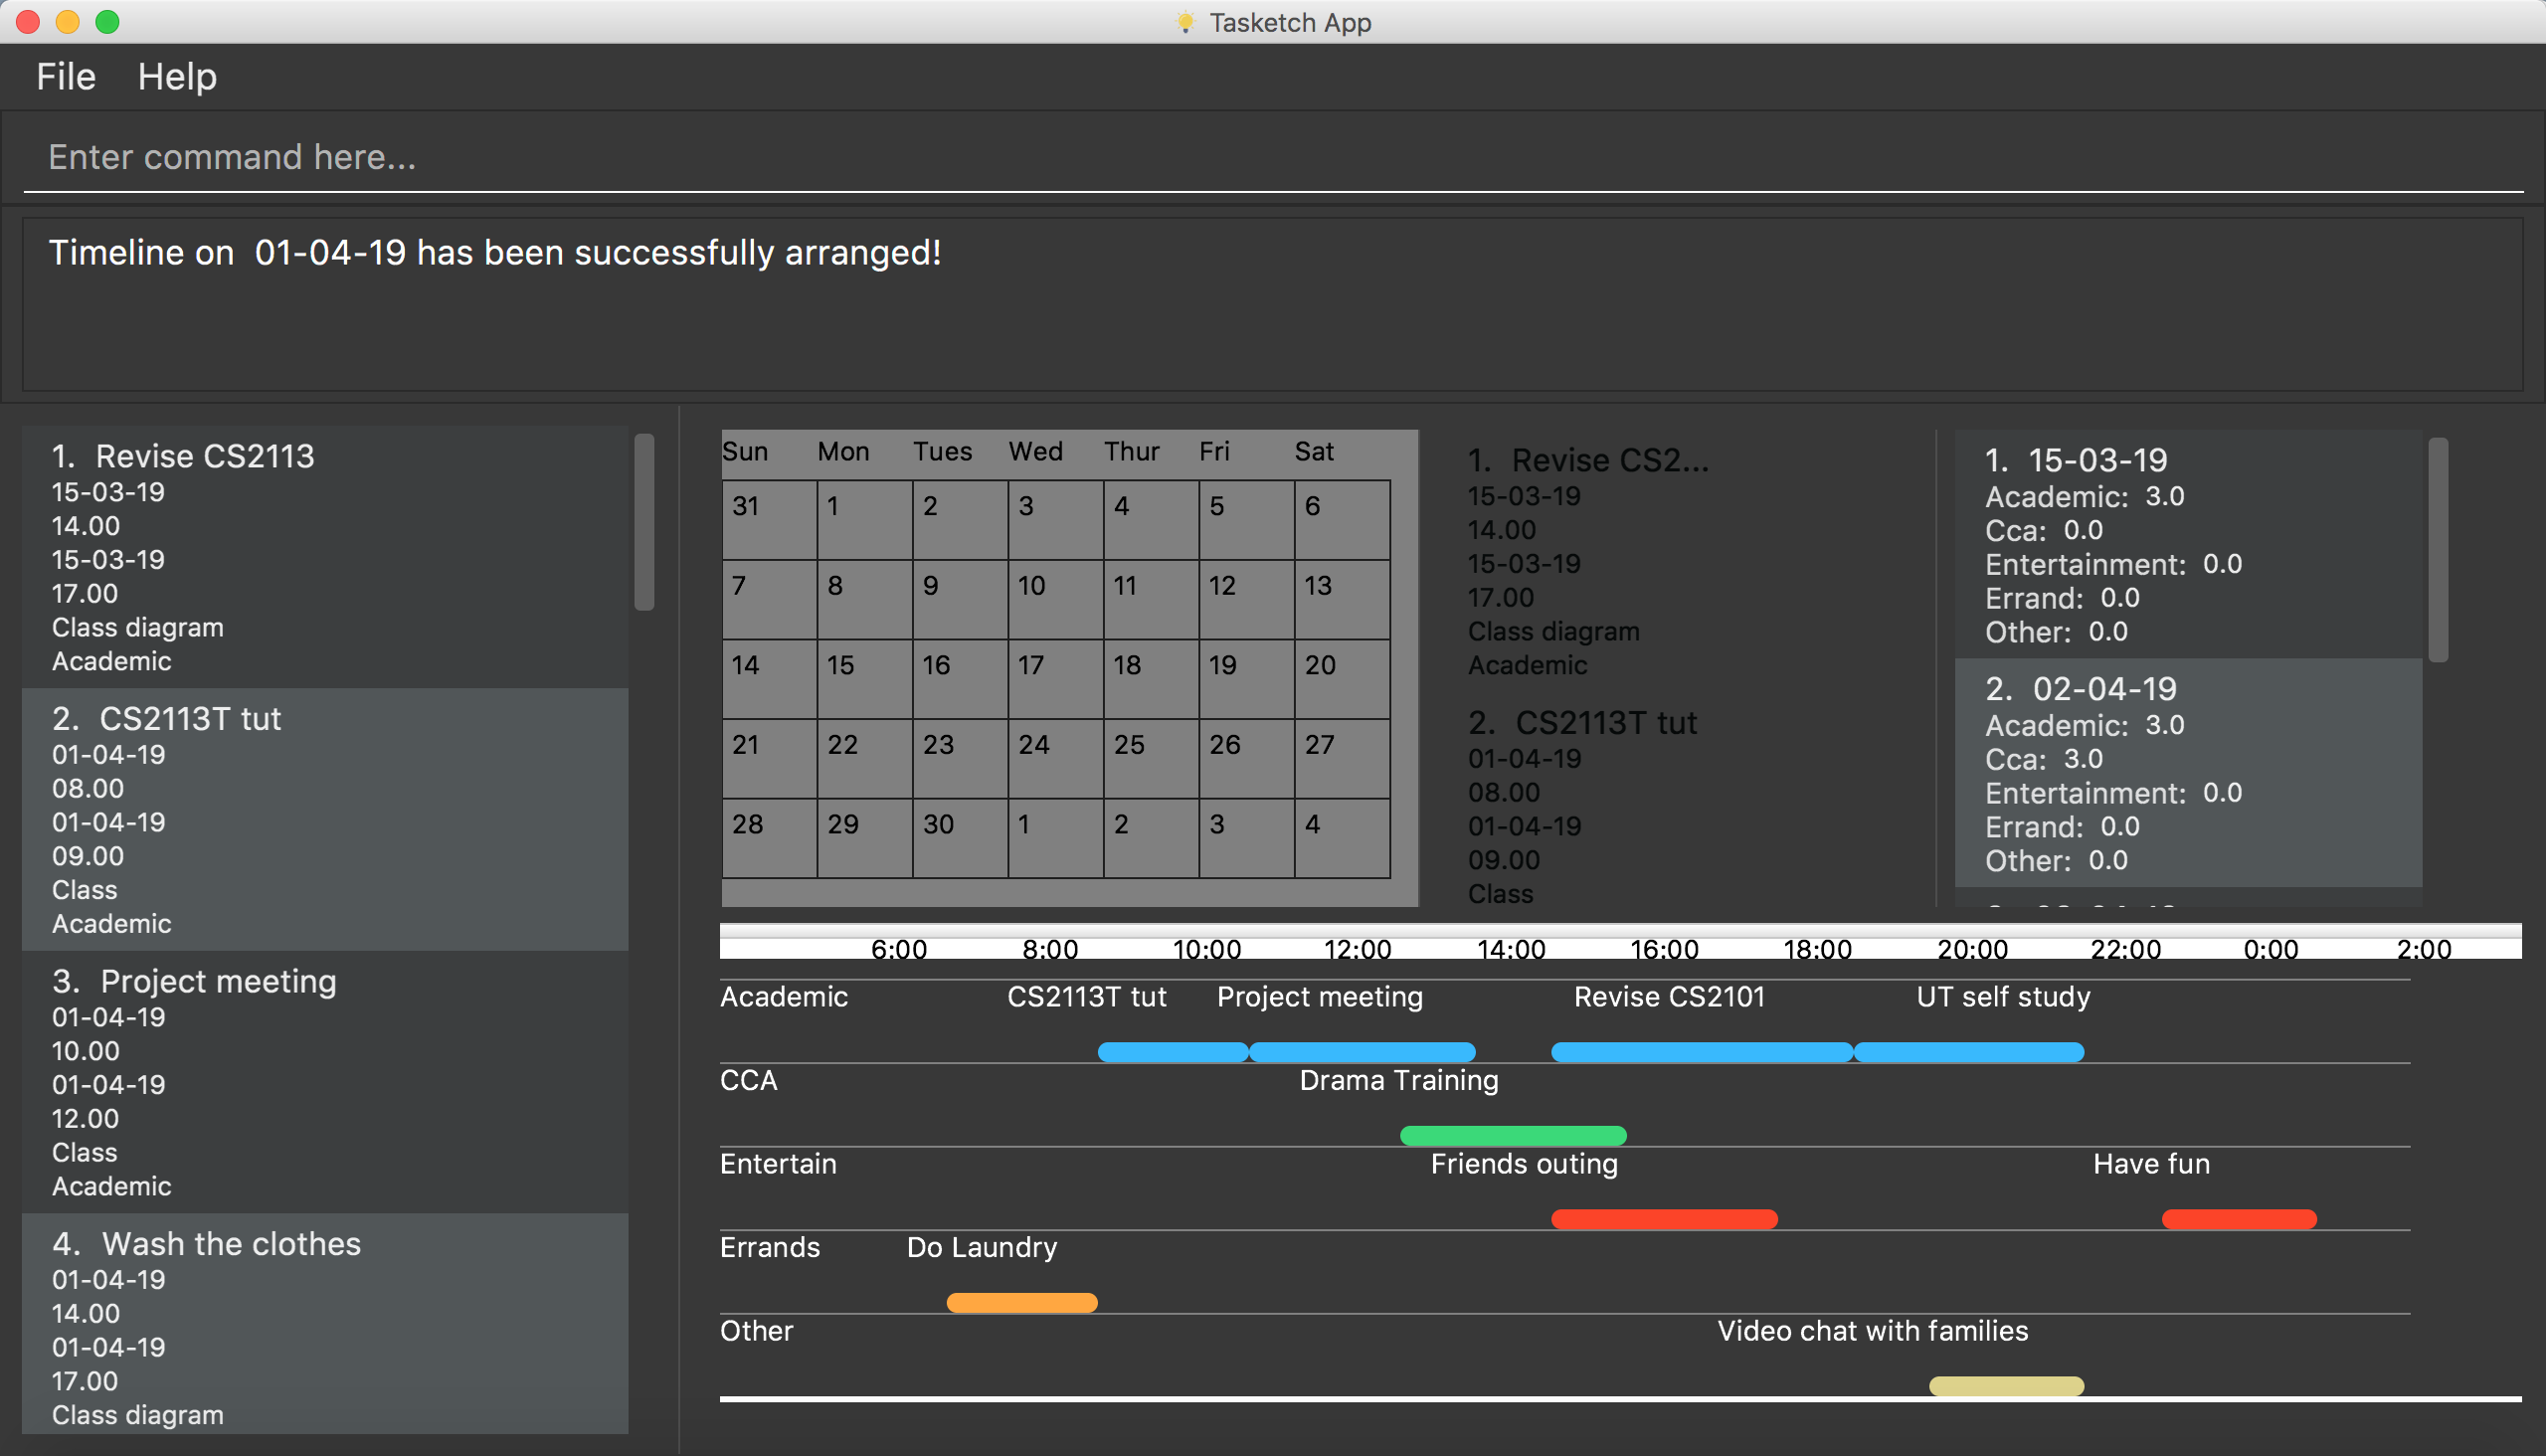 Tasketch App
File Help
Enter command here...
Timeline on  01-04-19 has been successfully arranged!
1.  Revise CS2113
15-03-19
14.00
15-03-19
17.00
Class diagram
Academic
2.  CS2113T tut
01-04-19
08.00
01-04-19
09.00
Class
Academic
3.  Project meeting
01-04-19
10.00
01-04-19
12.00
Class
Academic
4.  Wash the clothes
01-04-19
14.00
01-04-19
17.00
Class diagram
Sun Mon Tues Wed Thur Fri Sat
31 1 2 3 4 5 6
7 8 9 10 11 12 13
14 15 16 17 18 19 20
21 22 23 24 25 26 27
28 29 30 1 2 3 4
1.  Revise CS2...
15-03-19
14.00
15-03-19
17.00
Class diagram
Academic
2.  CS2113T tut
01-04-19
08.00
01-04-19
09.00
Class
1.  15-03-19
Academic:  3.0
Cca:  0.0
Entertainment:  0.0
Errand:  0.0
Other:  0.0
2.  02-04-19
Academic:  3.0
Cca:  3.0
Entertainment:  0.0
Errand:  0.0
Other:  0.0
6:00 8:00 10:00 12:00 14:00 16:00 18:00 20:00 22:00 0:00 2:00
Academic CS2113T tut Project meeting Revise CS2101 UT self study
CCA Drama Training
Entertain Friends outing Have fun
Errands Do Laundry
Other Video chat with families